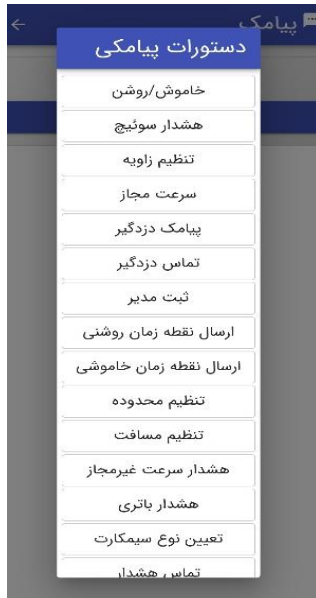 پیامک
دستورات پیامکی
خاموش/روشن
هشدار سوئیچ
تنظیم زاویه
سرعت مجاز
پیامک دزدگیر
تماس دزدگیر
ثبت مدیر
ارسال نقطه زمان روشنی
ارسال نقطه زمان خاموشی
تنظیم محدوده
تنظیم مسافت
هشدار سرعت غیرمجاز
هشدار باتری
تعیین نوع سیمکارت
تماس هشدار